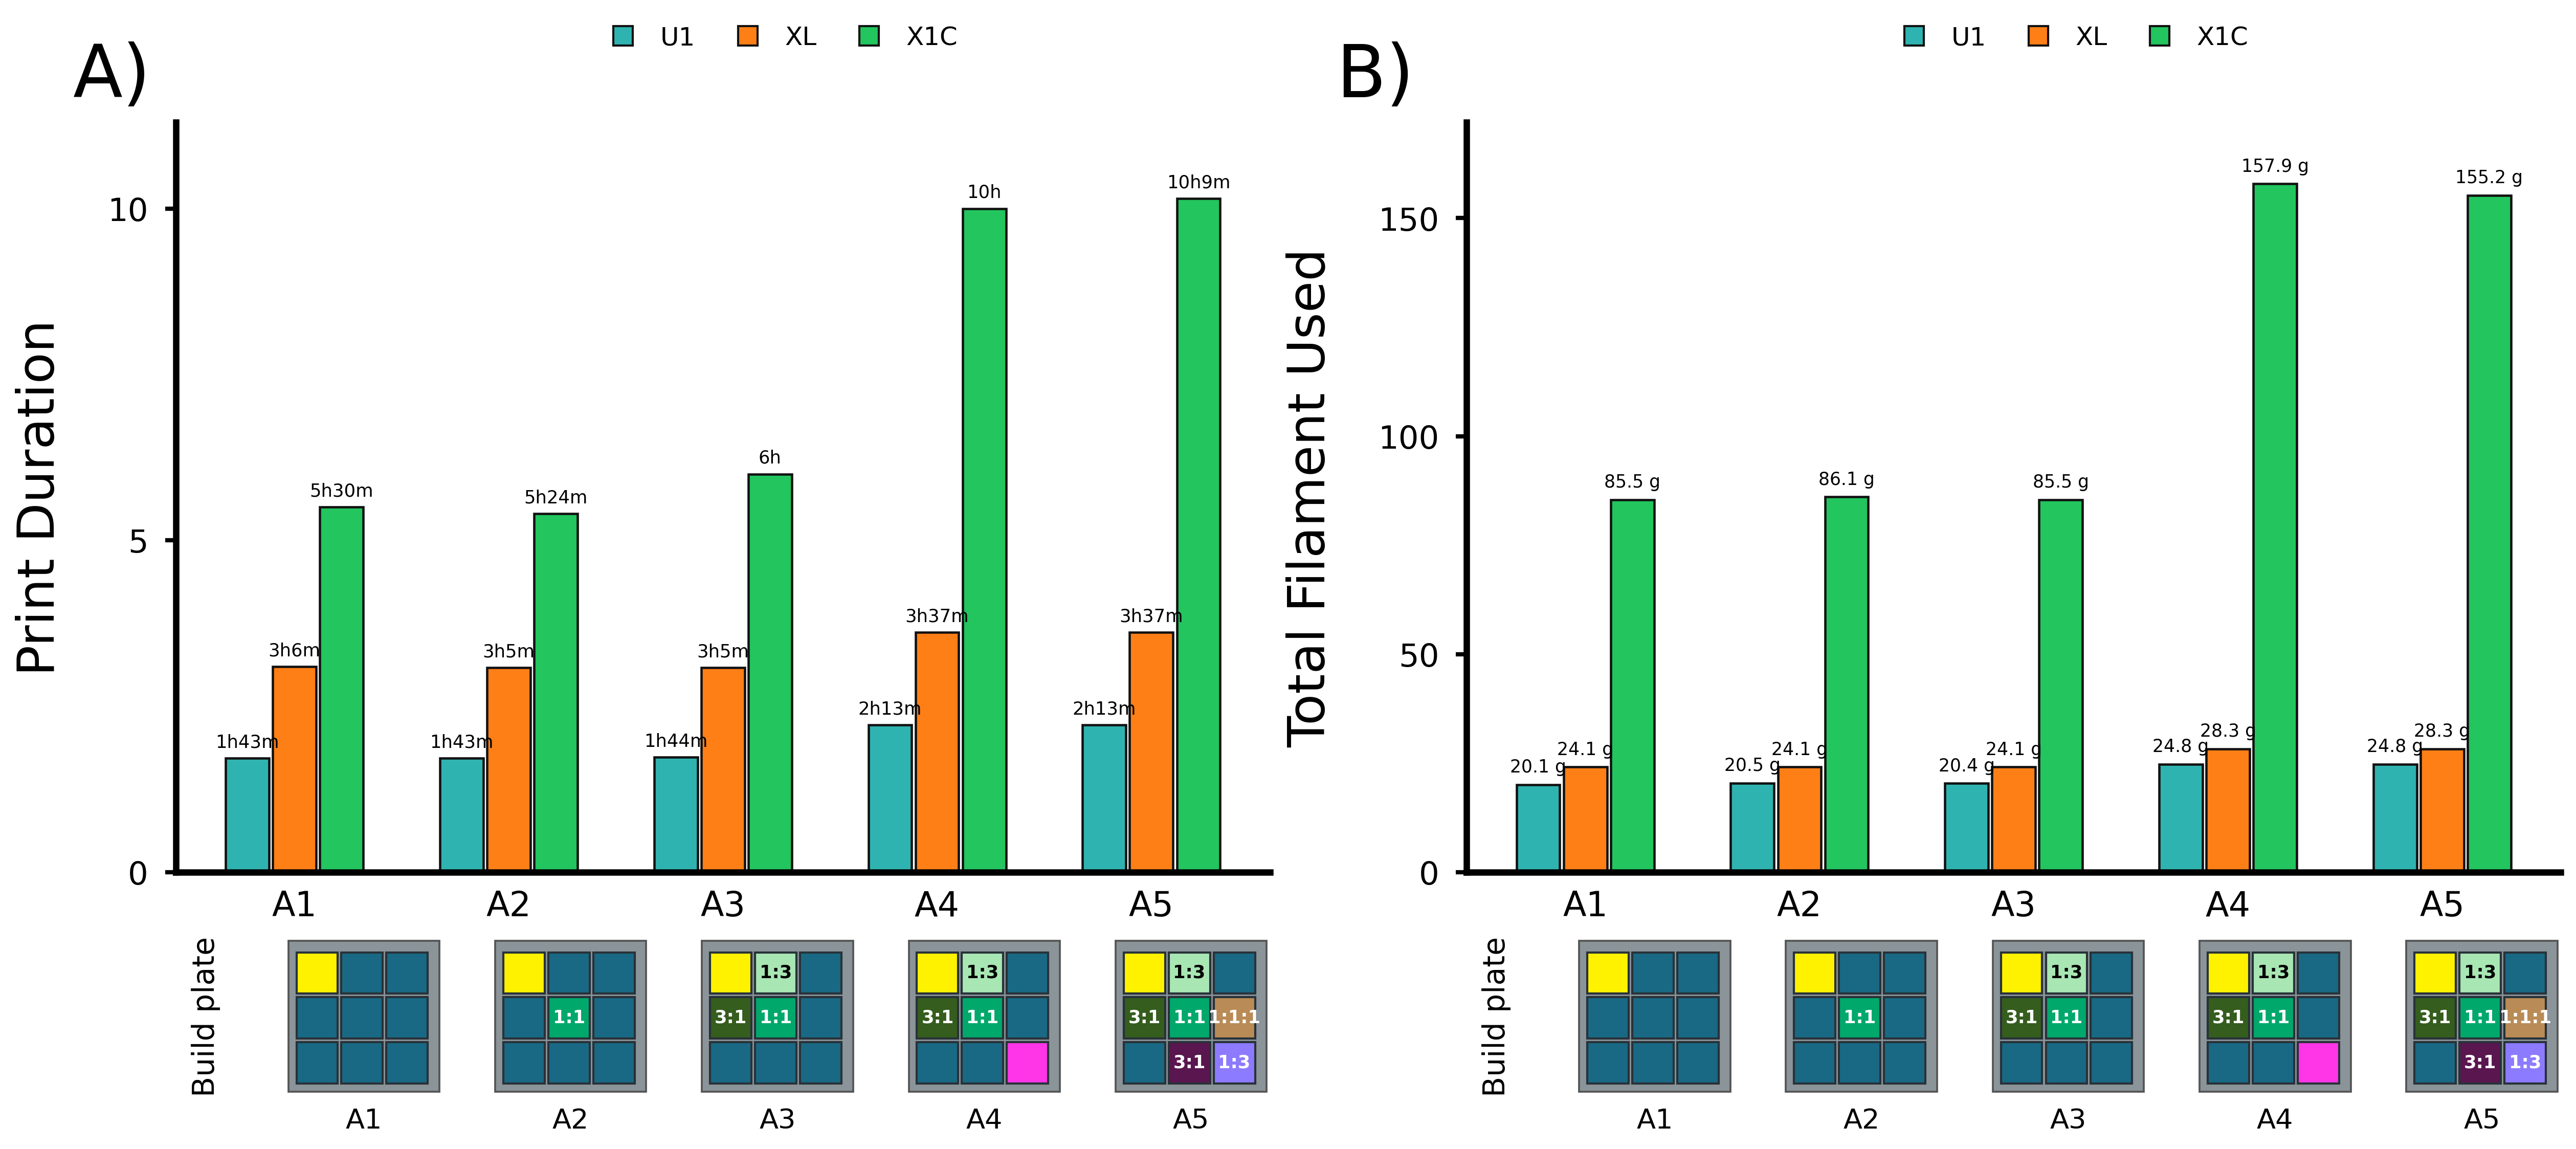 U1 XL X1C
A)
Print Duration
10
5
0
1h43m 3h6m 5h30m
1h43m 3h5m 5h24m
1h44m 3h5m 6h
2h13m 3h37m 10h
2h13m 3h37m 10h9m
A1 A2 A3 A4 A5
Build plate
1:1
1:3
3:1 1:1
1:3
3:1 1:1
1:3
3:1 1:1 1:1:1
3:1 1:3
A1 A2 A3 A4 A5
U1 XL X1C
B)
Total Filament Used
150
100
50
0
20.1 g 24.1 g 85.5 g
20.5 g 24.1 g 86.1 g
20.4 g 24.1 g 85.5 g
24.8 g 28.3 g 157.9 g
24.8 g 28.3 g 155.2 g
A1 A2 A3 A4 A5
Build plate
1:1
1:3
3:1 1:1
1:3
3:1 1:1
1:3
3:1 1:1 1:1:1
3:1 1:3
A1 A2 A3 A4 A5